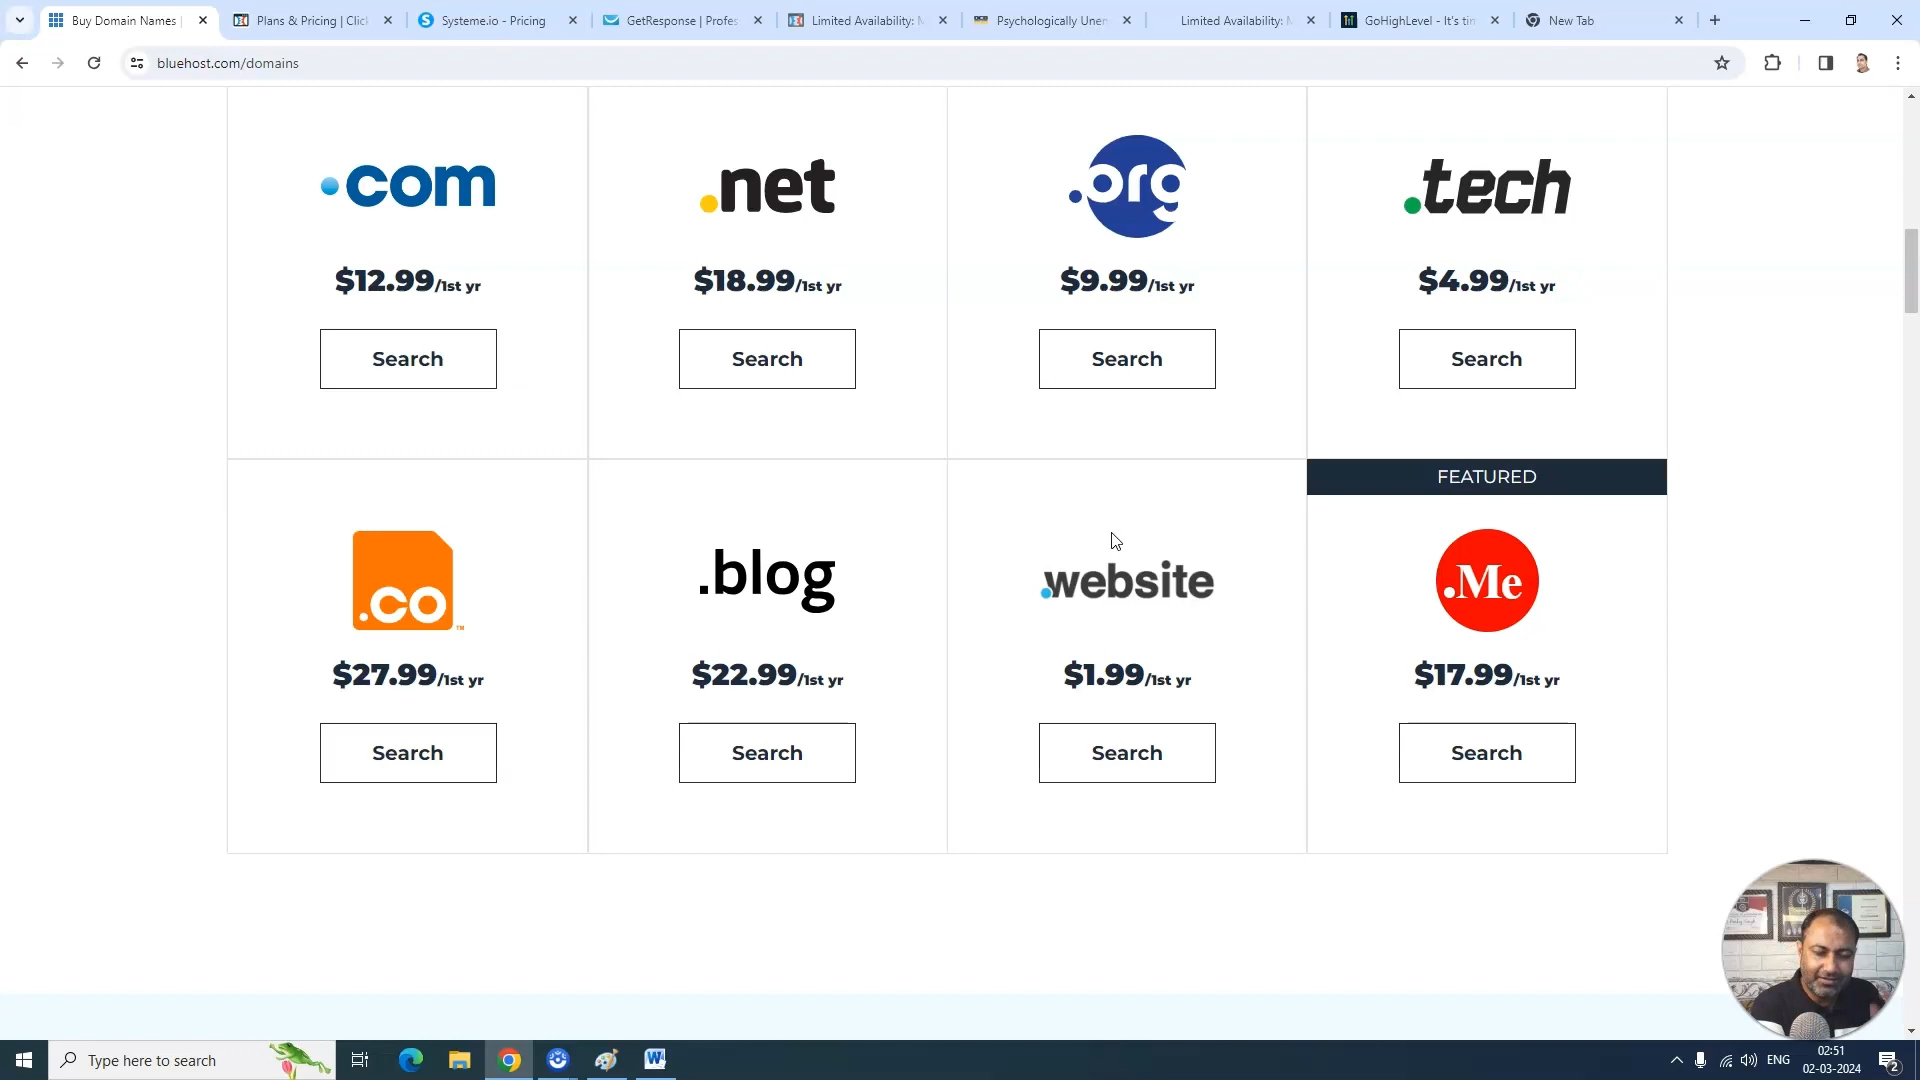 Buy Domain Names
Plans & Pricing | Click
Systeme.io - Pricing
GetResponse | Profes
Limited Availability: M
Psychologically Unen
Limited Availability: M
GoHighLevel - It's tim
New Tab
bluehost.com/domains
.com
.net
.org
.tech
$12.99/1st yr
$18.99/1st yr
$9.99/1st yr
$4.99/1st yr
Search
Search
Search
Search
FEATURED
.co ™
.blog
.website
.Me
$27.99/1st yr
$22.99/1st yr
$1.99/1st yr
$17.99/1st yr
Search
Search
Search
Search
Type here to search
ENG
02:51
02-03-2024
2